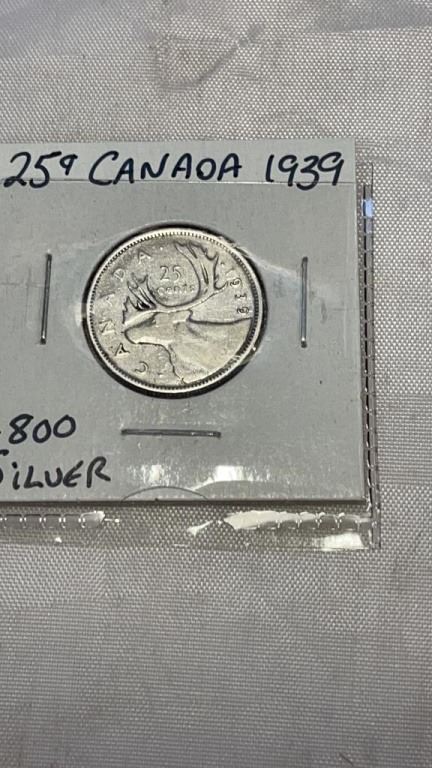 25¢ CANADA 1939
CANADA
25
CENTS
1939
.800
SILVER